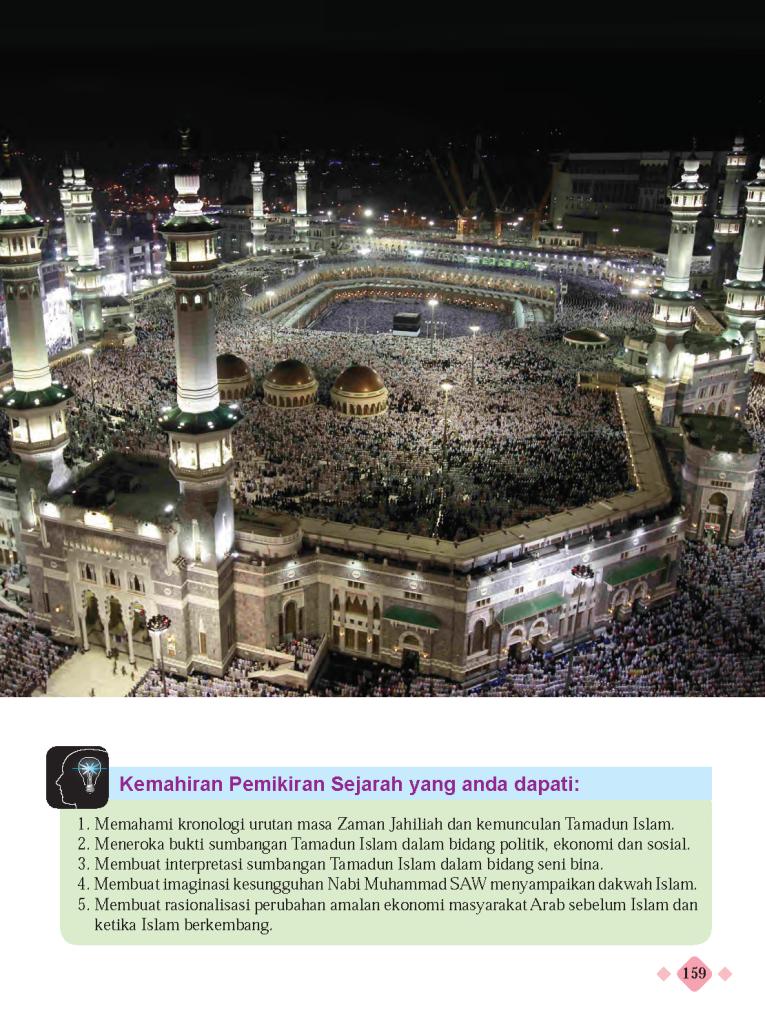 Kemahiran Pemikiran Sejarah yang anda dapati:
1. Memahami kronologi urutan masa Zaman Jahiliah dan kemunculan Tamadun Islam.
2. Meneroka bukti sumbangan Tamadun Islam dalam bidang politik, ekonomi dan sosial.
3. Membuat interpretasi sumbangan Tamadun Islam dalam bidang seni bina.
4. Membuat imaginasi kesungguhan Nabi Muhammad SAW menyampaikan dakwah Islam.
5. Membuat rasionalisasi perubahan amalan ekonomi masyarakat Arab sebelum Islam dan
ketika Islam berkembang.
159